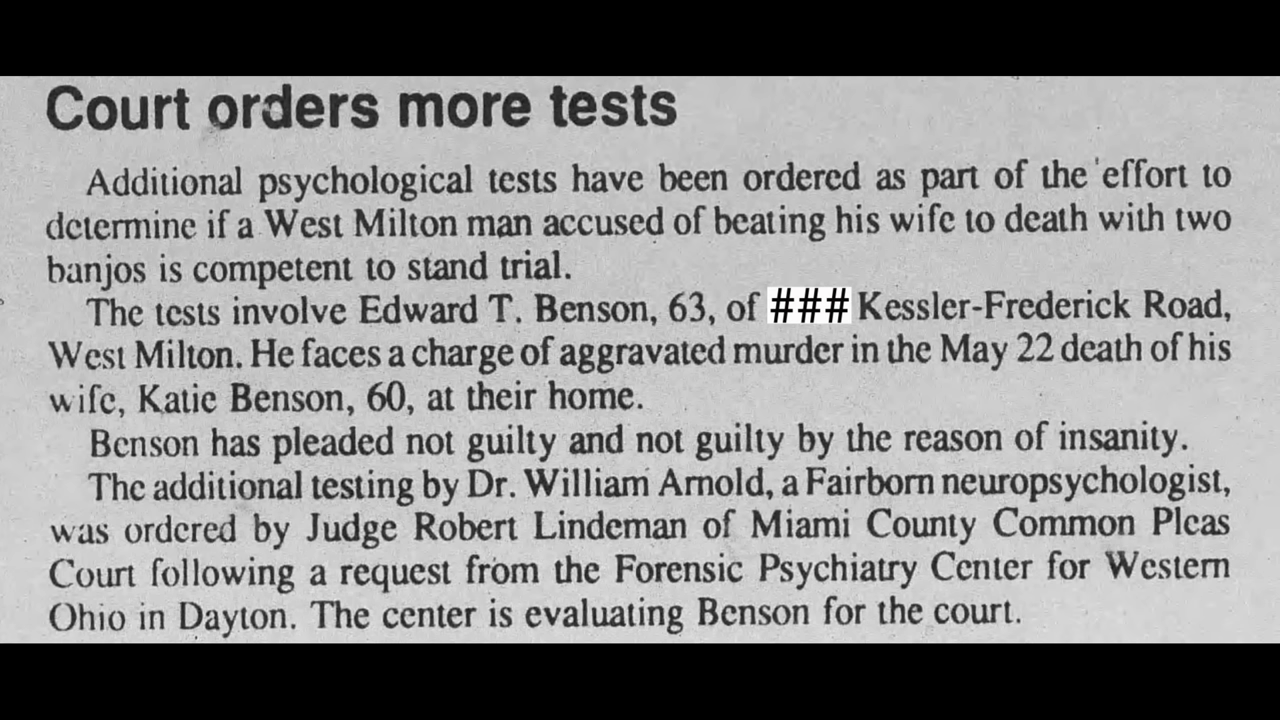 Court orders more tests
Additional psychological tests have been ordered as part of the effort to
determine if a West Milton man accused of beating his wife to death with two
banjos is competent to stand trial.
The tests involve Edward T. Benson, 63, of ### Kessler-Frederick Road,
West Milton. He faces a charge of aggravated murder in the May 22 death of his
wife, Katie Benson, 60, at their home.
Benson has pleaded not guilty and not guilty by the reason of insanity.
The additional testing by Dr. William Arnold, a Fairborn neuropsychologist,
was ordered by Judge Robert Lindeman of Miami County Common Pleas
Court following a request from the Forensic Psychiatry Center for Western
Ohio in Dayton. The center is evaluating Benson for the court.